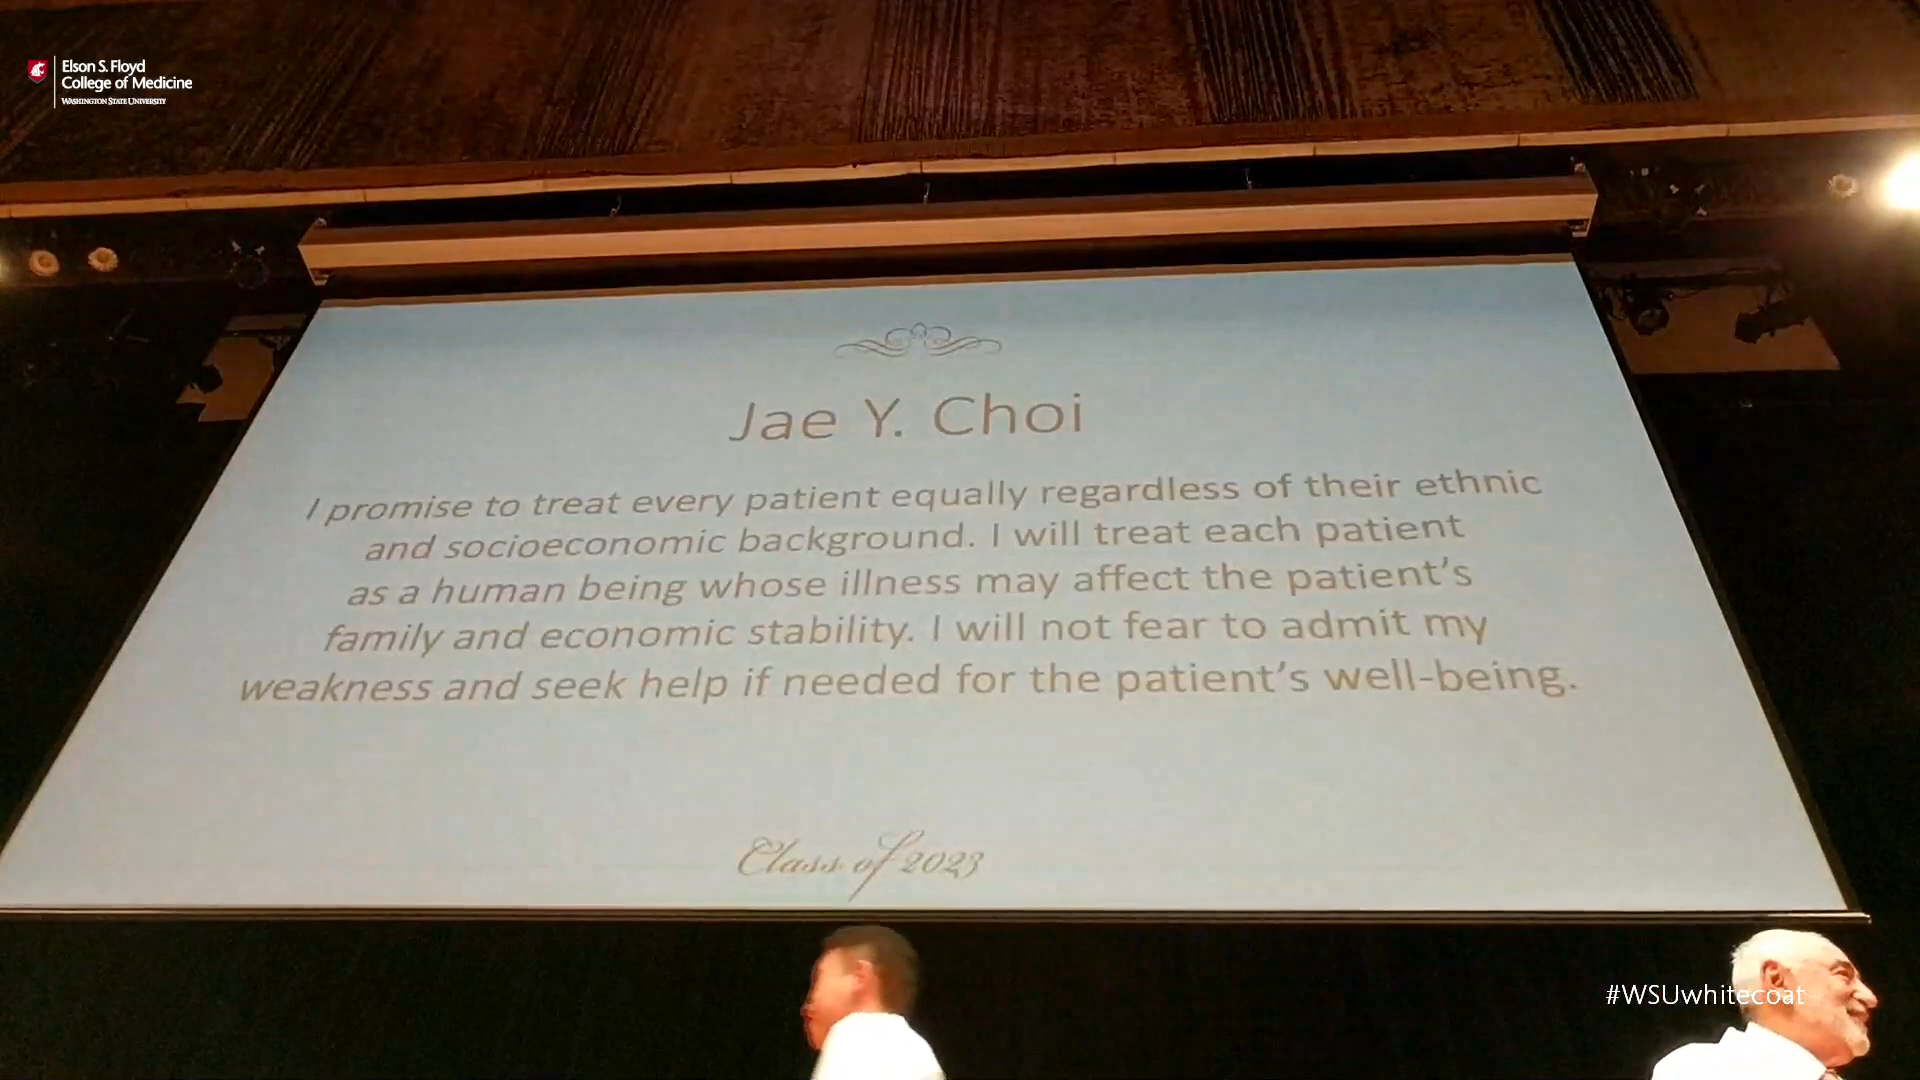 Elson S. Floyd
College of Medicine
WASHINGTON STATE UNIVERSITY
Jae Y. Choi
I promise to treat every patient equally regardless of their ethnic
and socioeconomic background. I will treat each patient
as a human being whose illness may affect the patient's
family and economic stability. I will not fear to admit my
weakness and seek help if needed for the patient's well-being.
Class of 2023
#WSUwhitecoat